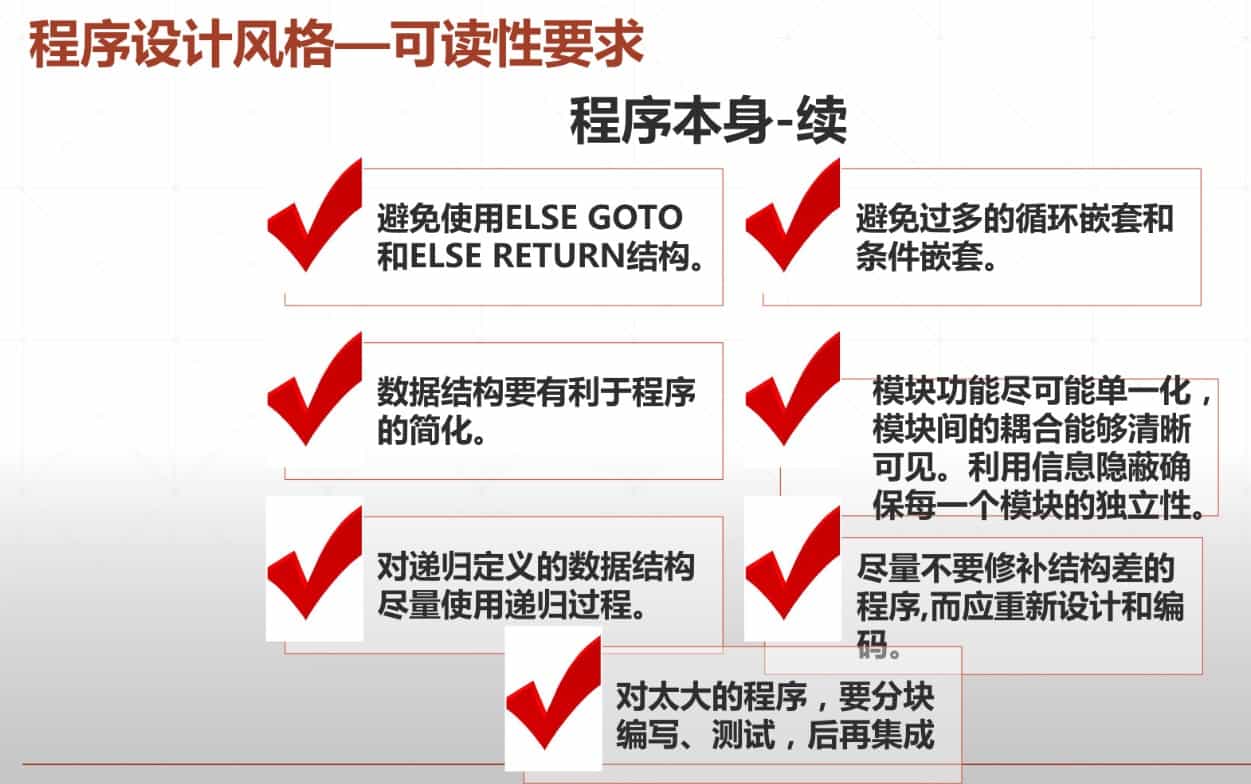 程序设计风格—可读性要求
程序本身-续
避免使用ELSE GOTO
和ELSE RETURN结构。
避免过多的循环嵌套和
条件嵌套。
数据结构要有利于程序
的简化。
模块功能尽可能单一化，
模块间的耦合能够清晰
可见。利用信息隐蔽确
保每一个模块的独立性。
对递归定义的数据结构
尽量使用递归过程。
尽量不要修补结构差的
程序,而应重新设计和编
码。
对太大的程序，要分块
编写、测试，后再集成